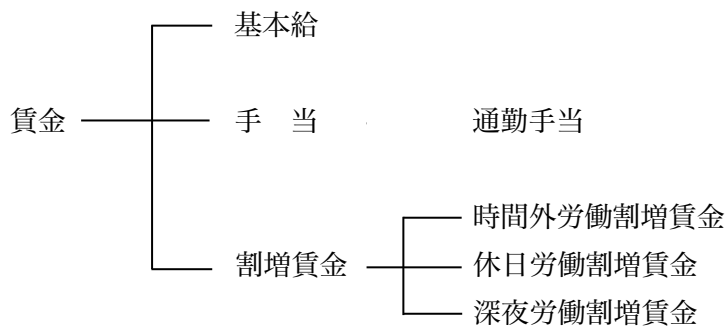 基本給
賃金 手　当 通勤手当
時間外労働割増賃金
割増賃金 休日労働割増賃金
深夜労働割増賃金